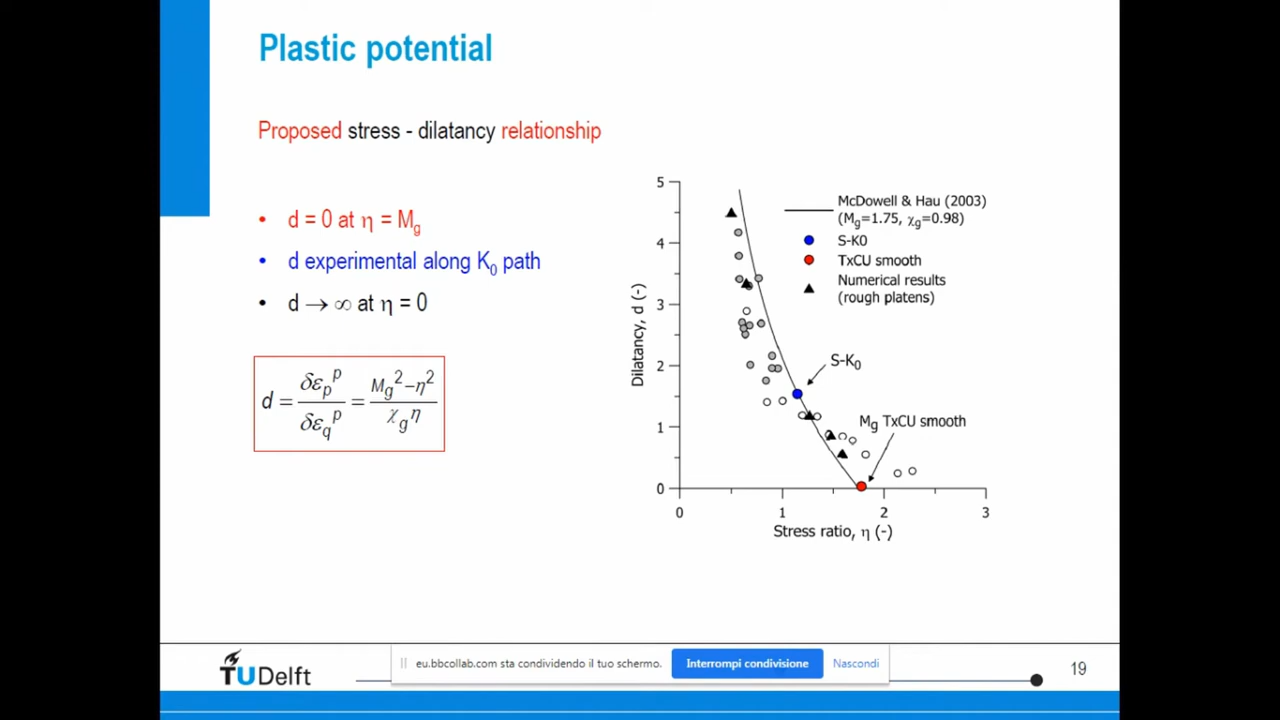 Plastic potential
Proposed stress - dilatancy relationship
• d = 0 at η = Mg
• d experimental along K0 path
• d → ∞ at η = 0
d = δεp^p / δεq^p = Mg^2 − η^2 / χg η
5
4
3
2
1
0
0
1
2
3
Dilatancy, d (-)
Stress ratio, η (-)
McDowell & Hau (2003)
(Mg=1.75, χg=0.98)
S-K0
TxCU smooth
Numerical results
(rough platens)
S-K0
Mg TxCU smooth
TUDelft
eu.bbcollab.com sta condividendo il tuo schermo.
Interrompi condivisione
Nascondi
19